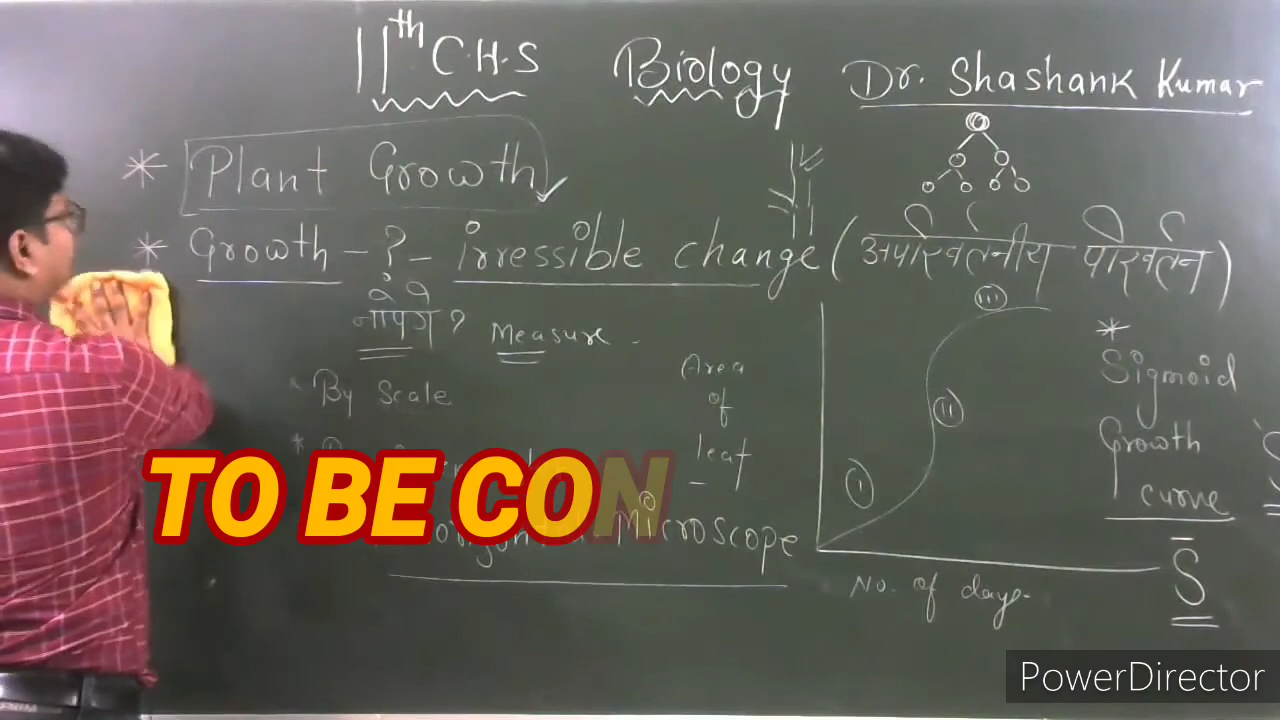 11th C.H.S Biology Dr. Shashank Kumar
* Plant Growth
* Growth - ? - irressible change (अपरिवर्तनीय परिवर्तन)
नापेंगे ? Measure -
* By Scale
Area
of
leaf
Microscope
TO BE CON
III
II
I
No. of days-
*
Sigmoid
Growth
curve
S
PowerDirector